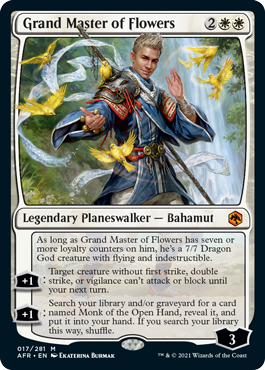 Grand Master of Flowers 2
Legendary Planeswalker — Bahamut
As long as Grand Master of Flowers has seven or
more loyalty counters on him, he's a 7/7 Dragon
God creature with flying and indestructible.
Target creature without first strike, double
+1: strike, or vigilance can't attack or block until
your next turn.
Search your library and/or graveyard for a card
+1: named Monk of the Open Hand, reveal it, and
put it into your hand. If you search your library
this way, shuffle.
3
017/281 M
AFR • EN EKATERINA BURMAK
™ & © 2021 Wizards of the Coast